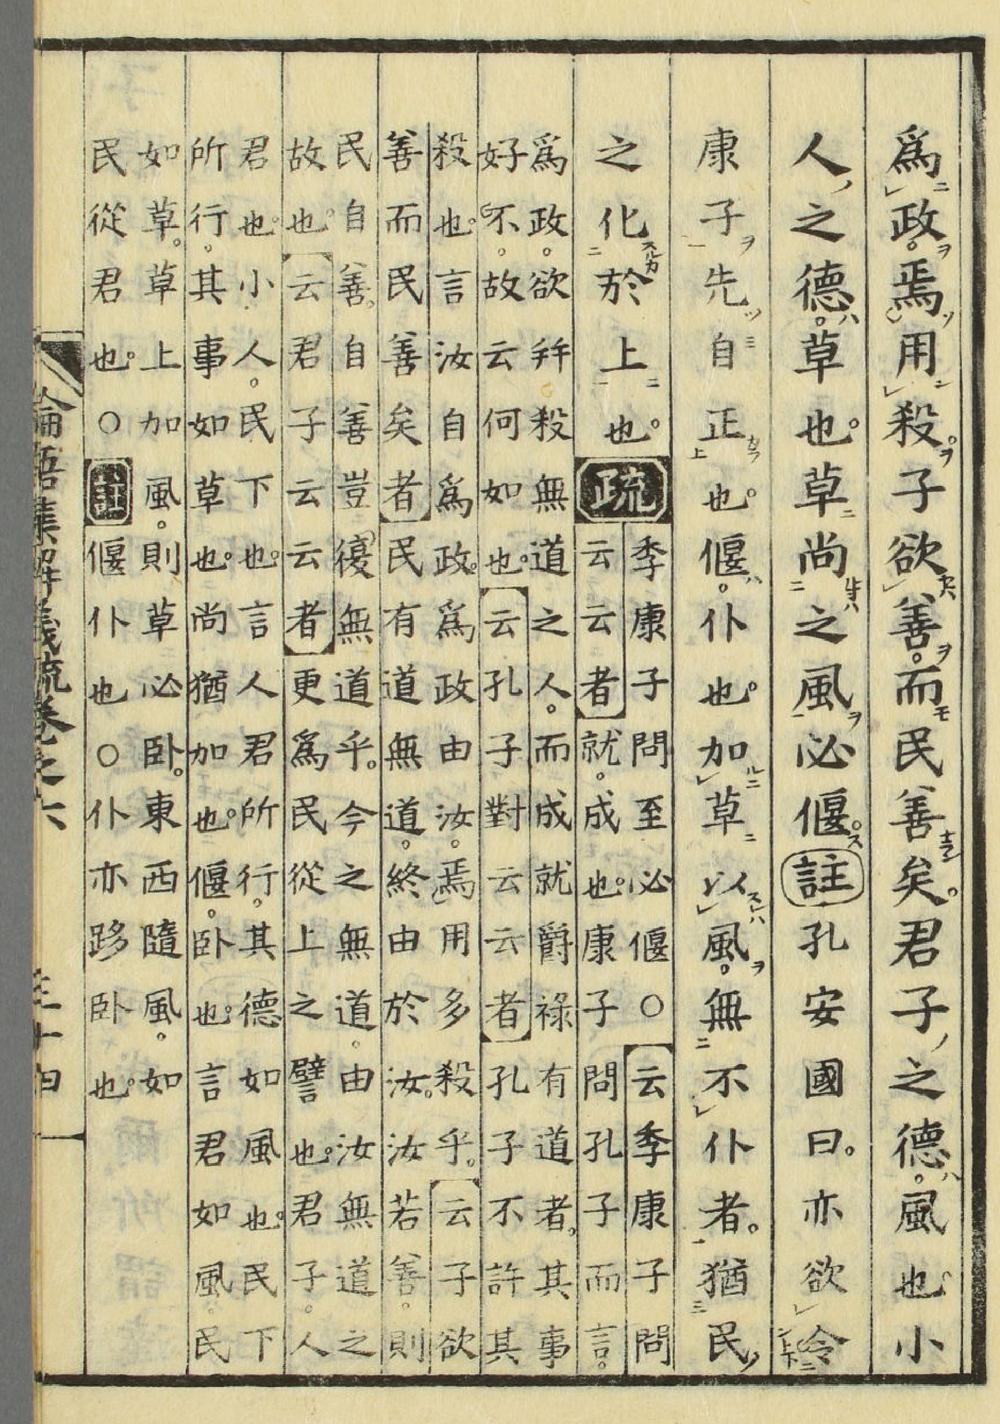 爲政焉用殺子欲善而民善矣君子之德風也小
人之德草也草尚之風必偃註孔安國曰亦欲令
康子先自正也偃仆也加草以風無不仆者猶民
之化於上也疏
季康子問至必偃〇云季康子問
云云者就成也康子問孔子而言
爲政欲幷殺無道之人而成就爵祿有道者其事
好不故云何如也云孔子對云云者孔子不許其
殺也言汝自爲政爲政由汝焉用多殺乎云子欲
善而民善矣者民有道無道終由於汝汝若善則
民自善自善豈復無道乎今之無道由汝無道之
故也云君子云云者更爲民從上之譬也君子人
君也小人民下也言人君所行其德如風也民下
所行其事如草也尚猶加也偃卧也言君如風民
如草草上加風則草必卧東西隨風如
民從君也〇註偃仆也〇仆亦踣卧也
論語集解義疏卷之六 三十四